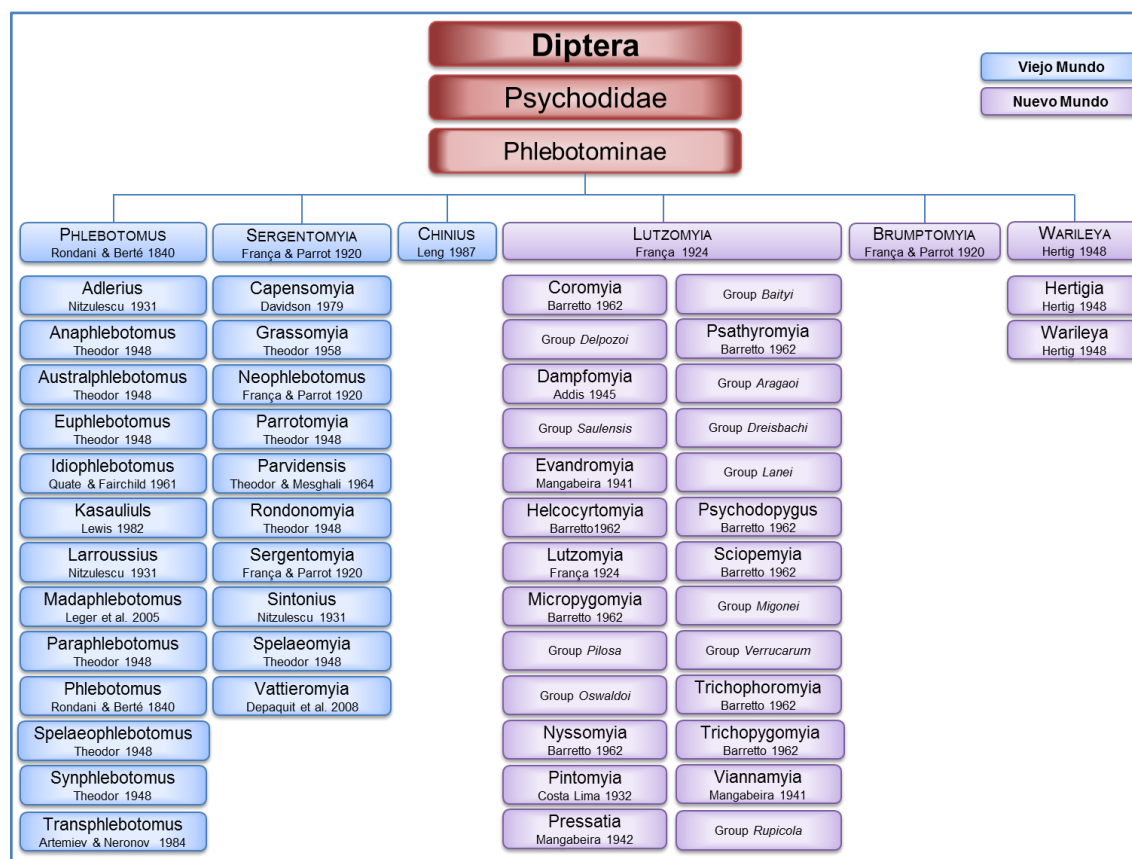 Diptera
Psychodidae
Phlebotominae
Viejo Mundo
Nuevo Mundo
PHLEBOTOMUS
Rondani & Berté 1840
Adlerius
Nitzulescu 1931
Anaphlebotomus
Theodor 1948
Australphlebotomus
Theodor 1948
Euphlebotomus
Theodor 1948
Idiophlebotomus
Quate & Fairchild 1961
Kasauliuls
Lewis 1982
Larroussius
Nitzulescu 1931
Madaphlebotomus
Leger et al. 2005
Paraphlebotomus
Theodor 1948
Phlebotomus
Rondani & Berté 1840
Spelaeophlebotomus
Theodor 1948
Synphlebotomus
Theodor 1948
Transphlebotomus
Artemiev & Neronov 1984
SERGENTOMYIA
França & Parrot 1920
Capensomyia
Davidson 1979
Grassomyia
Theodor 1958
Neophlebotomus
França & Parrot 1920
Parrotomyia
Theodor 1948
Parvidensis
Theodor & Mesghali 1964
Rondonomyia
Theodor 1948
Sergentomyia
França & Parrot 1920
Sintonius
Nitzulescu 1931
Spelaeomyia
Theodor 1948
Vattieromyia
Depaquit et al. 2008
CHINIUS
Leng 1987
LUTZOMYIA
França 1924
Coromyia
Barretto 1962
Group Delpozoi
Dampfomyia
Addis 1945
Group Saulensis
Evandromyia
Mangabeira 1941
Helcocyrtomyia
Barretto1962
Lutzomyia
França 1924
Micropygomyia
Barretto 1962
Group Pilosa
Group Oswaldoi
Nyssomyia
Barretto 1962
Pintomyia
Costa Lima 1932
Pressatia
Mangabeira 1942
Group Baityi
Psathyromyia
Barretto 1962
Group Aragaoi
Group Dreisbachi
Group Lanei
Psychodopygus
Barretto 1962
Sciopemyia
Barretto 1962
Group Migonei
Group Verrucarum
Trichophoromyia
Barretto 1962
Trichopygomyia
Barretto 1962
Viannamyia
Mangabeira 1941
Group Rupicola
BRUMPTOMYIA
França & Parrot 1920
WARILEYA
Hertig 1948
Hertigia
Hertig 1948
Warileya
Hertig 1948